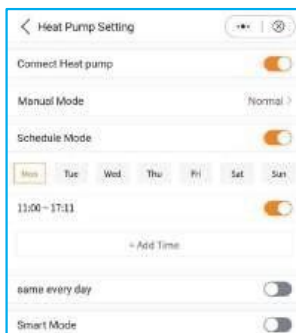 Heat Pump Setting
Connect Heat pump
Manual Mode Normal >
Schedule Mode
Mon Tue Wed Thu Fri Sat Sun
11:00~17:11
+ Add Time
same every day
Smart Mode